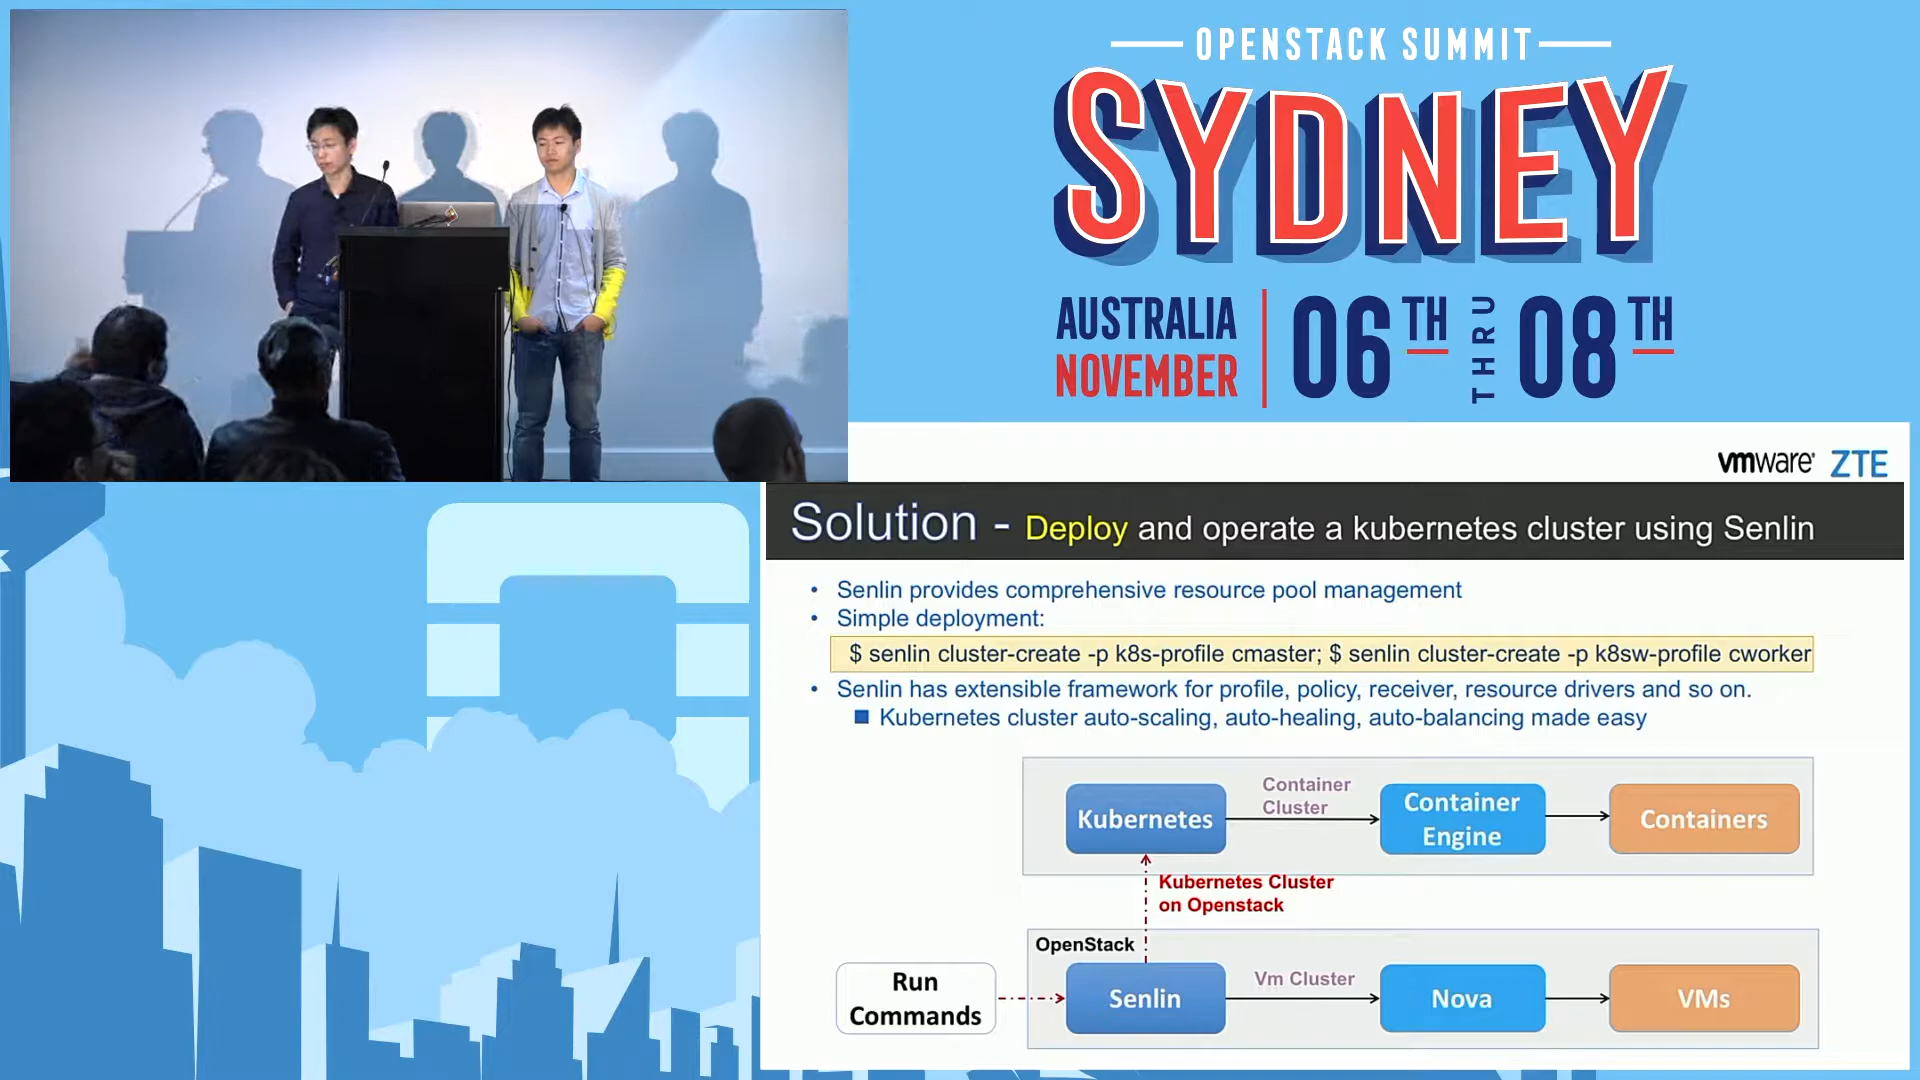 OPENSTACK SUMMIT
SYDNEY
AUSTRALIA
NOVEMBER
06TH THRU 08TH
vmware ZTE
Solution - Deploy and operate a kubernetes cluster using Senlin
• Senlin provides comprehensive resource pool management
• Simple deployment:
$ senlin cluster-create -p k8s-profile cmaster; $ senlin cluster-create -p k8sw-profile cworker
• Senlin has extensible framework for profile, policy, receiver, resource drivers and so on.
■ Kubernetes cluster auto-scaling, auto-healing, auto-balancing made easy
Kubernetes
Container
Cluster
Container
Engine
Containers
Kubernetes Cluster
on Openstack
OpenStack
Run
Commands
Senlin
Vm Cluster
Nova
VMs